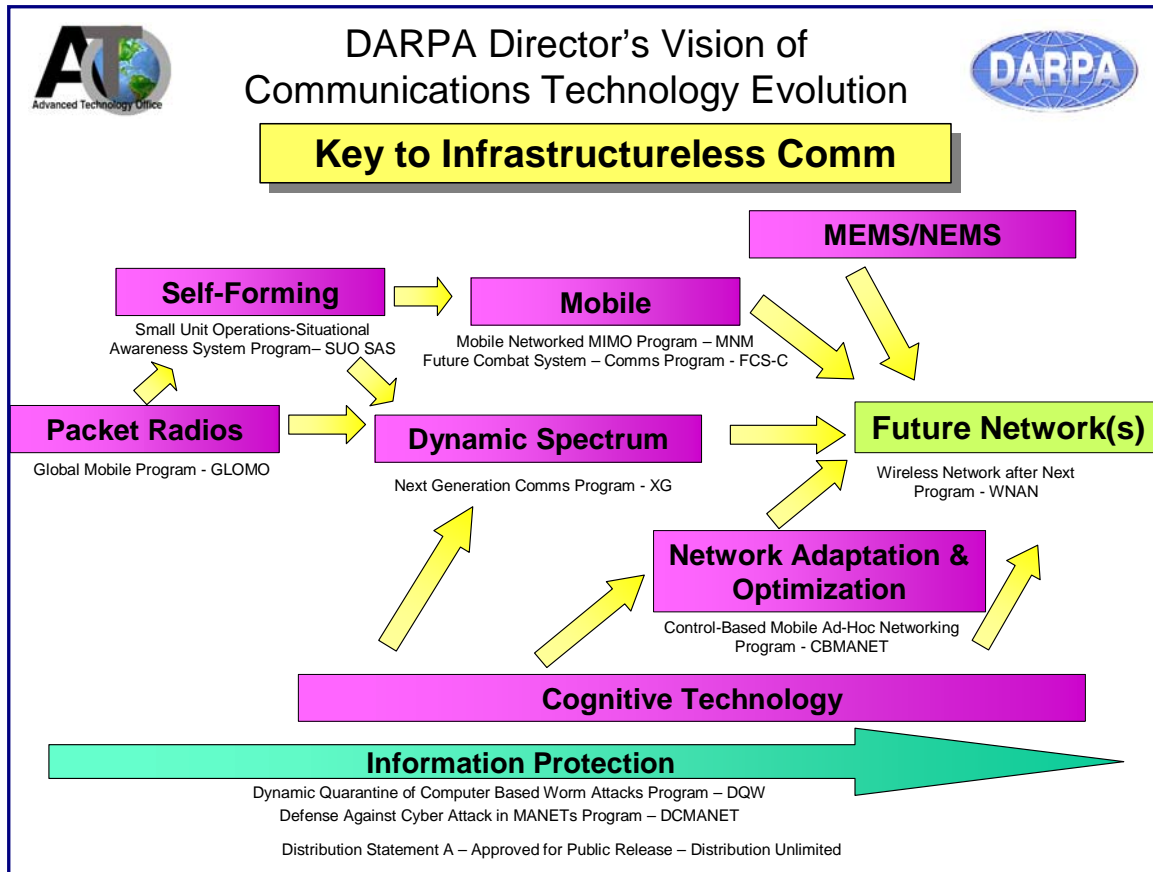 ATO
Advanced Technology Office
DARPA Director's Vision of
Communications Technology Evolution
DARPA
Key to Infrastructureless Comm
MEMS/NEMS
Self-Forming
Small Unit Operations-Situational
Awareness System Program– SUO SAS
Mobile
Mobile Networked MIMO Program – MNM
Future Combat System – Comms Program - FCS-C
Packet Radios
Global Mobile Program - GLOMO
Dynamic Spectrum
Next Generation Comms Program - XG
Future Network(s)
Wireless Network after Next
Program - WNAN
Network Adaptation &
Optimization
Control-Based Mobile Ad-Hoc Networking
Program - CBMANET
Cognitive Technology
Information Protection
Dynamic Quarantine of Computer Based Worm Attacks Program – DQW
Defense Against Cyber Attack in MANETs Program – DCMANET
Distribution Statement A – Approved for Public Release – Distribution Unlimited